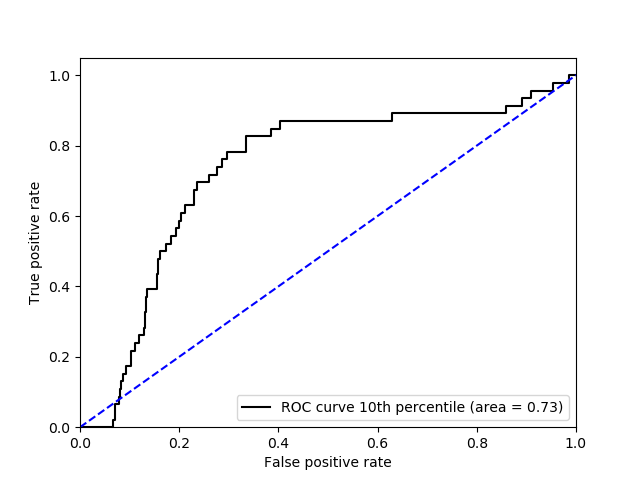 1.0
0.8
0.6
0.4
0.2
0.0
True positive rate
ROC curve 10th percentile (area = 0.73)
0.0 0.2 0.4 0.6 0.8 1.0
False positive rate